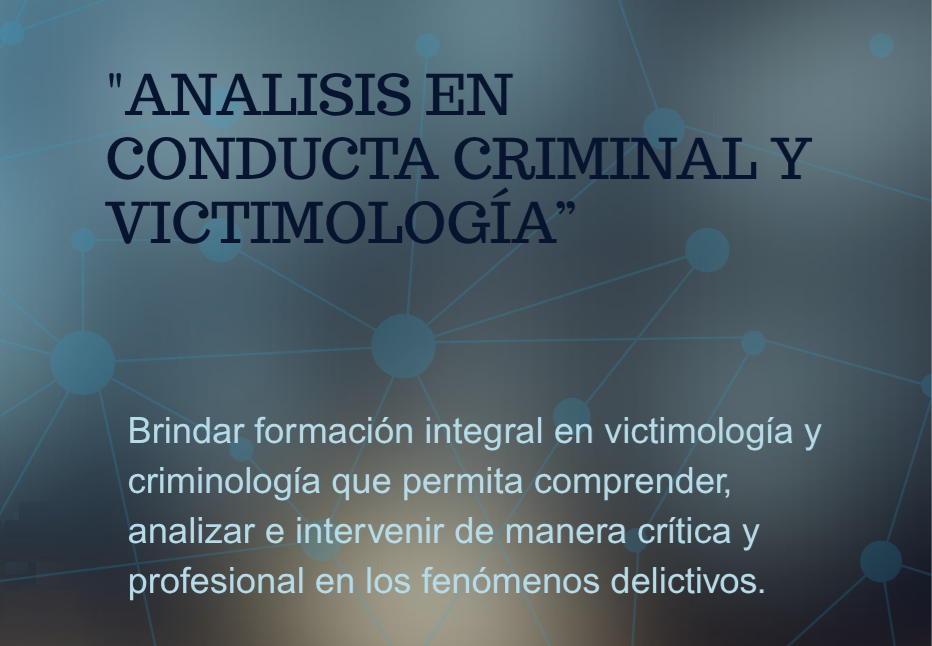 "ANALISIS EN
CONDUCTA CRIMINAL Y
VICTIMOLOGÍA”
Brindar formación integral en victimología y
criminología que permita comprender,
analizar e intervenir de manera crítica y
profesional en los fenómenos delictivos.